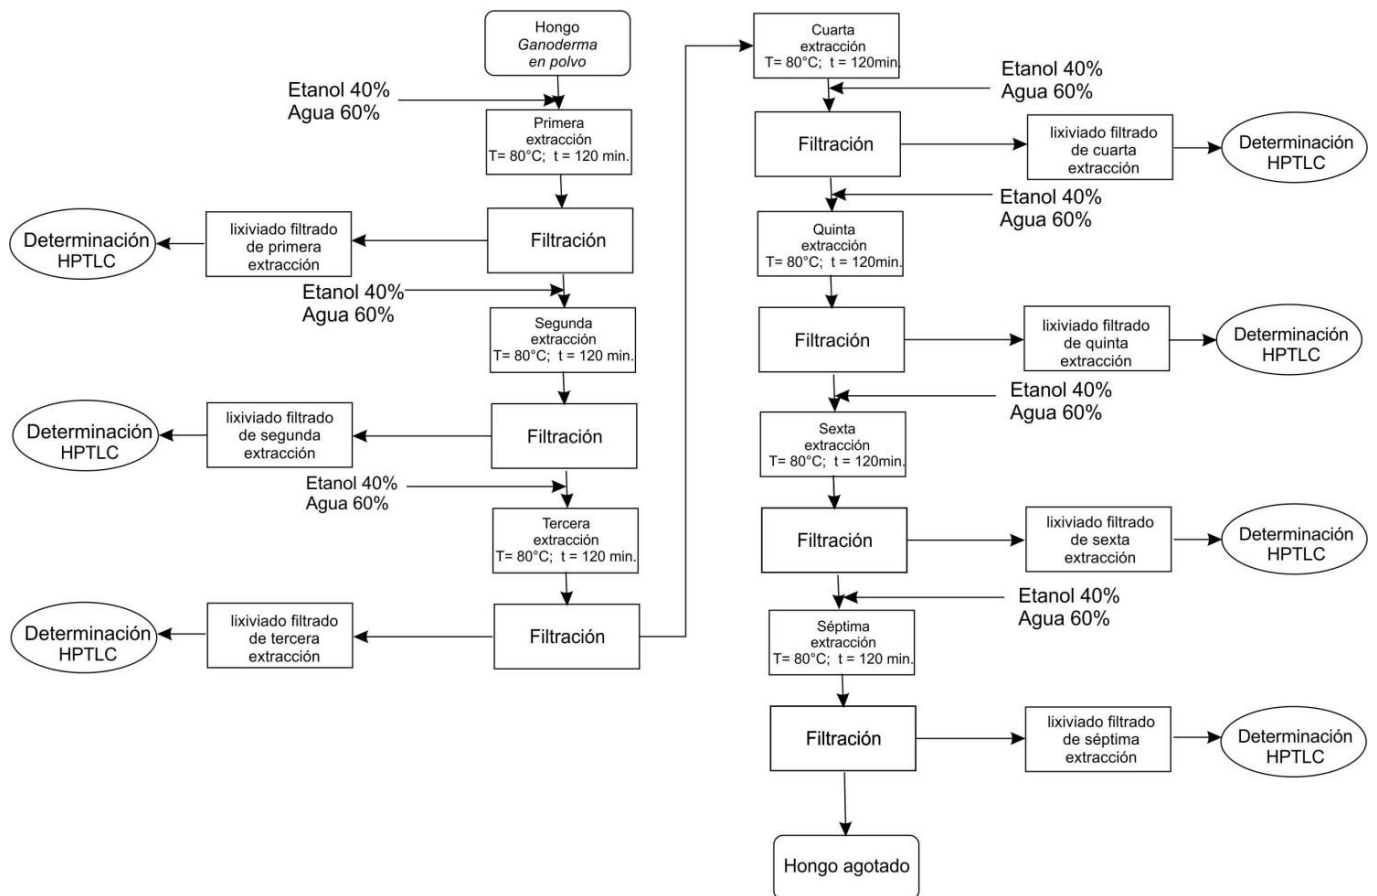 Hongo
Ganoderma
en polvo
Etanol 40%
Agua 60%
Primera
extracción
T= 80°C; t = 120 min.
Filtración
lixiviado filtrado
de primera
extracción
Determinación
HPTLC
Etanol 40%
Agua 60%
Segunda
extracción
T= 80°C; t = 120 min.
Filtración
lixiviado filtrado
de segunda
extracción
Determinación
HPTLC
Etanol 40%
Agua 60%
Tercera
extracción
T= 80°C; t = 120 min.
Filtración
lixiviado filtrado
de tercera
extracción
Determinación
HPTLC
Cuarta
extracción
T= 80°C; t = 120min.
Etanol 40%
Agua 60%
Filtración
lixiviado filtrado
de cuarta
extracción
Determinación
HPTLC
Etanol 40%
Agua 60%
Quinta
extracción
T= 80°C; t = 120min.
Filtración
lixiviado filtrado
de quinta
extracción
Determinación
HPTLC
Etanol 40%
Agua 60%
Sexta
extracción
T= 80°C; t = 120min.
Filtración
lixiviado filtrado
de sexta
extracción
Determinación
HPTLC
Etanol 40%
Agua 60%
Séptima
extracción
T= 80°C; t = 120 min.
Filtración
lixiviado filtrado
de séptima
extracción
Determinación
HPTLC
Hongo agotado